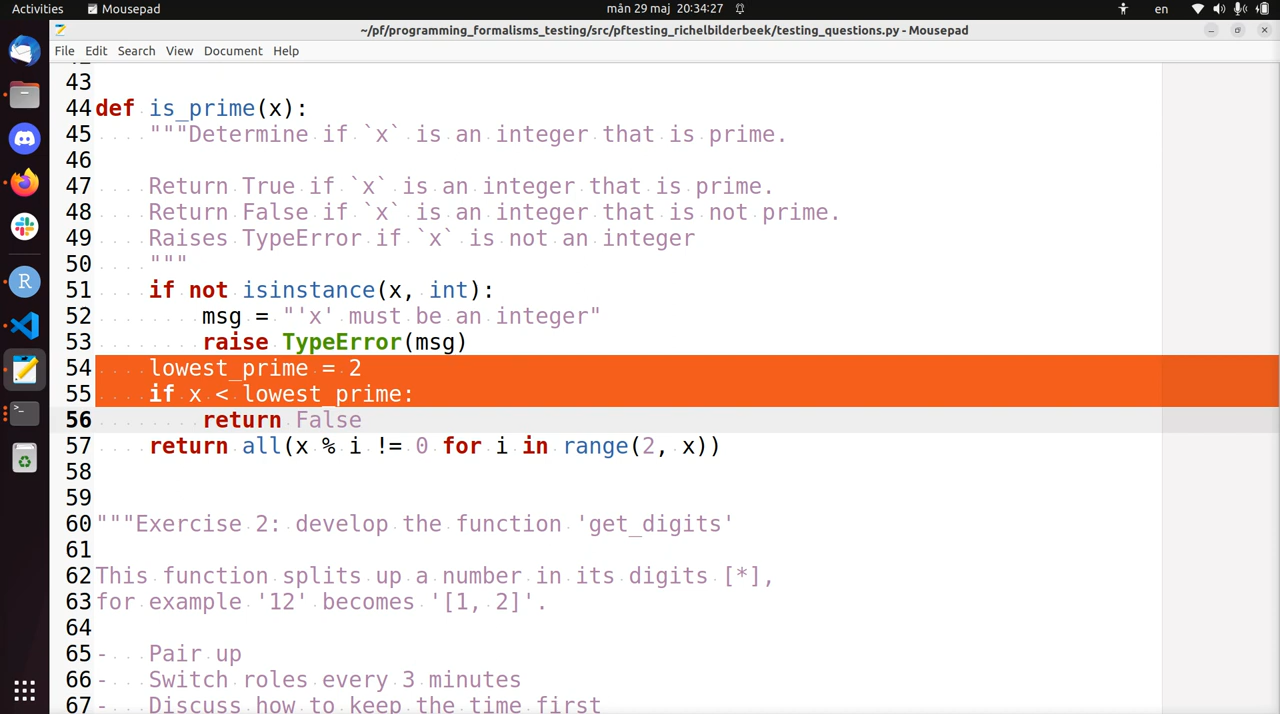 Activities
Mousepad
mån 29 maj 20:34:27
en
~/pf/programming_formalisms_testing/src/pftesting_richelbilderbeek/testing_questions.py - Mousepad
File Edit Search View Document Help
43
44 def is_prime(x):
45 """Determine if `x` is an integer that is prime.
46
47 Return True if `x` is an integer that is prime.
48 Return False if `x` is an integer that is not prime.
49 Raises TypeError if `x` is not an integer
50 """
51 if not isinstance(x, int):
52 msg = "'x' must be an integer"
53 raise TypeError(msg)
54 lowest_prime = 2
55 if x < lowest_prime:
56 return False
57 return all(x % i != 0 for i in range(2, x))
58
59
60 """Exercise 2: develop the function 'get_digits'
61
62 This function splits up a number in its digits [*],
63 for example '12' becomes '[1, 2]'.
64
65 - Pair up
66 - Switch roles every 3 minutes
67 - Discuss how to keep the time first
R